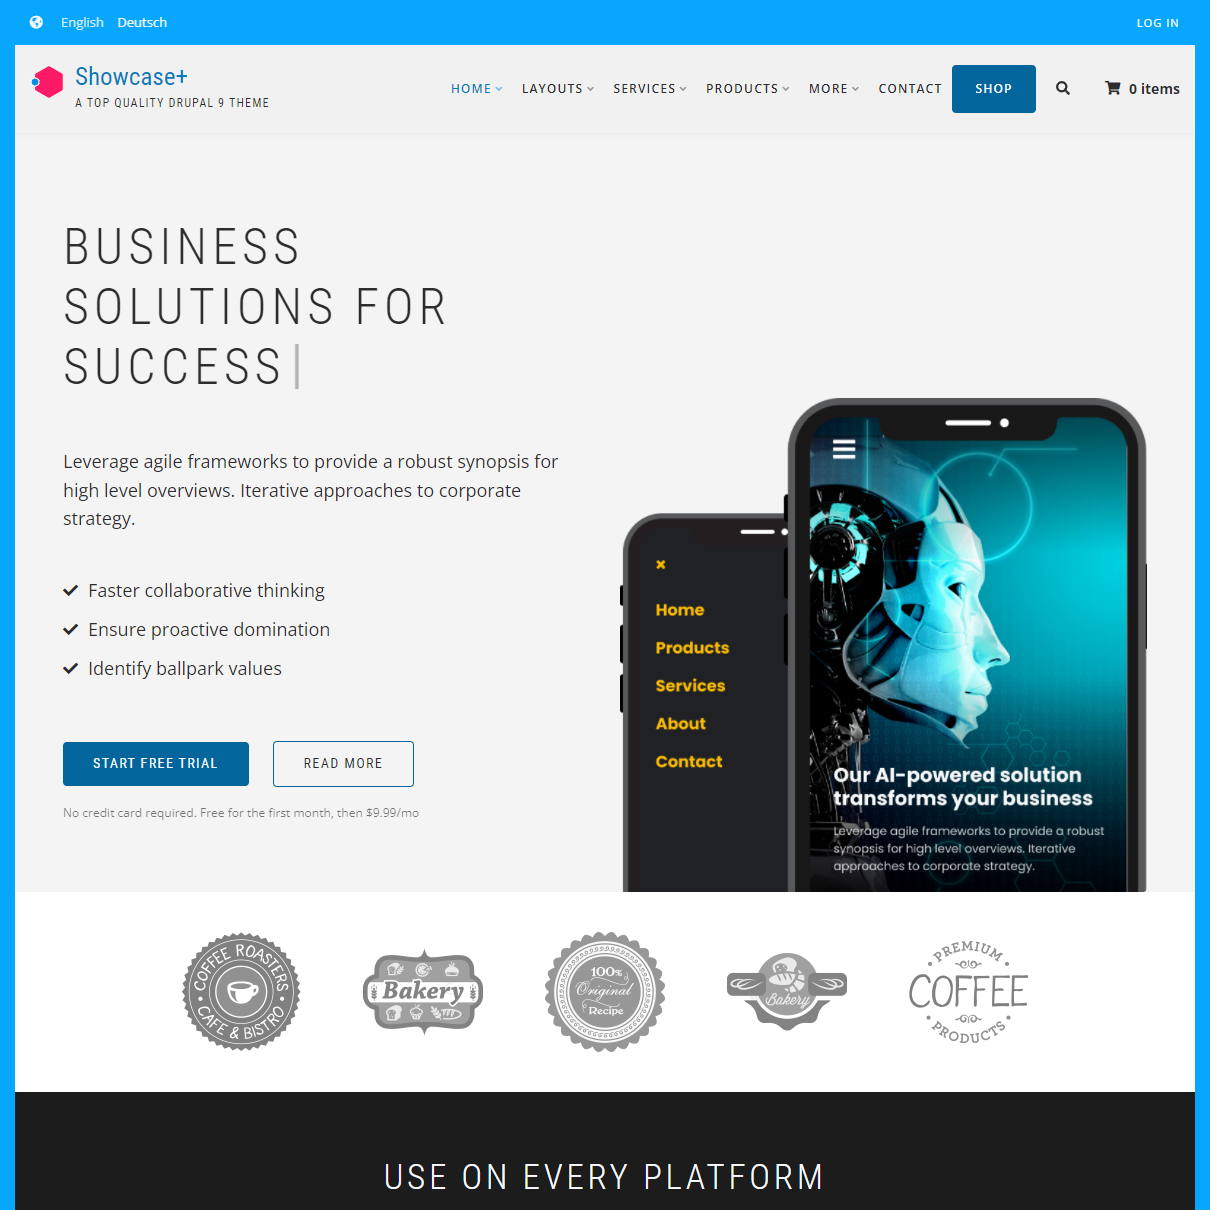 English Deutsch LOG IN
Showcase+
A TOP QUALITY DRUPAL 9 THEME
HOME LAYOUTS SERVICES PRODUCTS MORE CONTACT SHOP 0 items
BUSINESS
SOLUTIONS FOR
SUCCESS
Leverage agile frameworks to provide a robust synopsis for
high level overviews. Iterative approaches to corporate
strategy.
Faster collaborative thinking
Ensure proactive domination
Identify ballpark values
START FREE TRIAL READ MORE
No credit card required. Free for the first month, then $9.99/mo
Home
Products
Services
About
Contact
Our AI-powered solution
transforms your business
Leverage agile frameworks to provide a robust
synopsis for high level overviews. Iterative
approaches to corporate strategy.
COFFEE ROASTERS
CAFE & BISTRO
Bakery
100%
Original
Recipe
Bakery
PREMIUM
COFFEE
PRODUCTS
USE ON EVERY PLATFORM